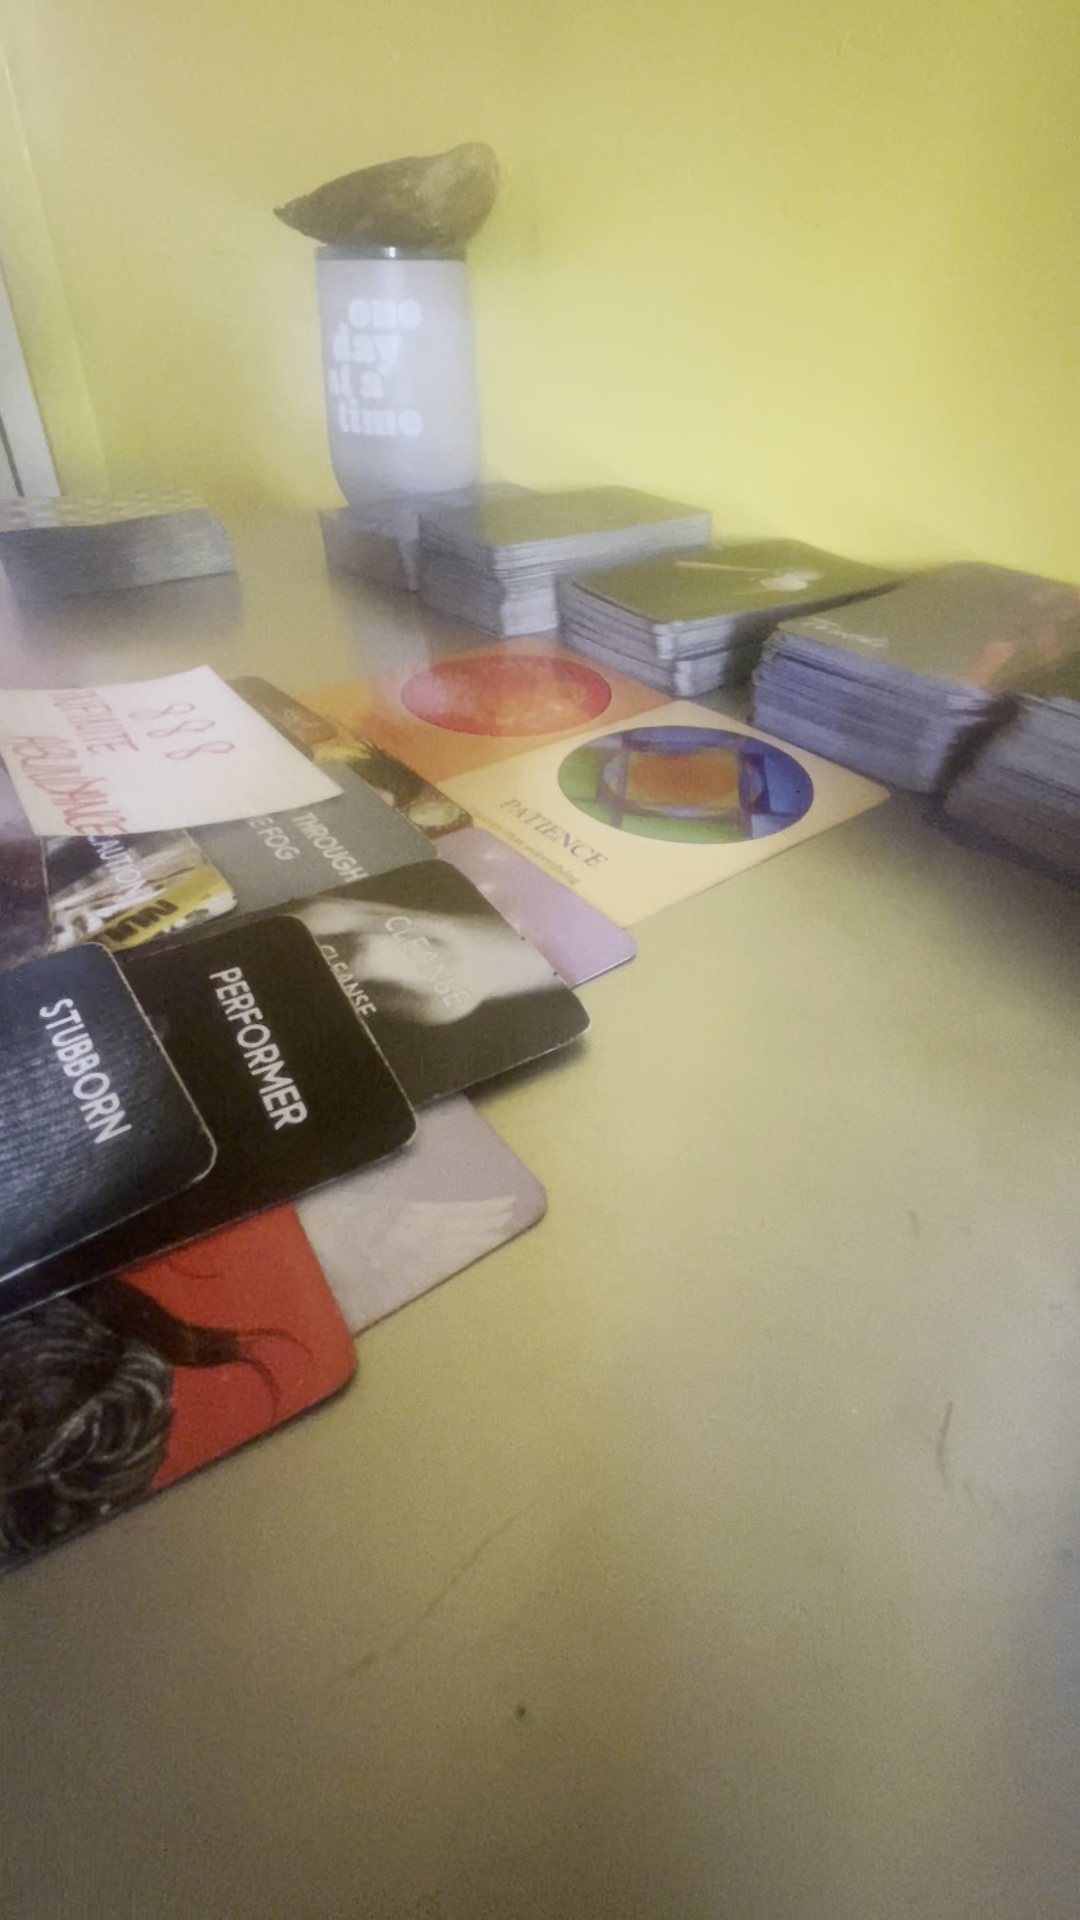 one
day
at a
time
888
INFINITE
ABUNDANCE
CAUTION
THROUGH
E FOG
PATIENCE
CLEANSE
CLEANSE
PERFORMER
STUBBORN